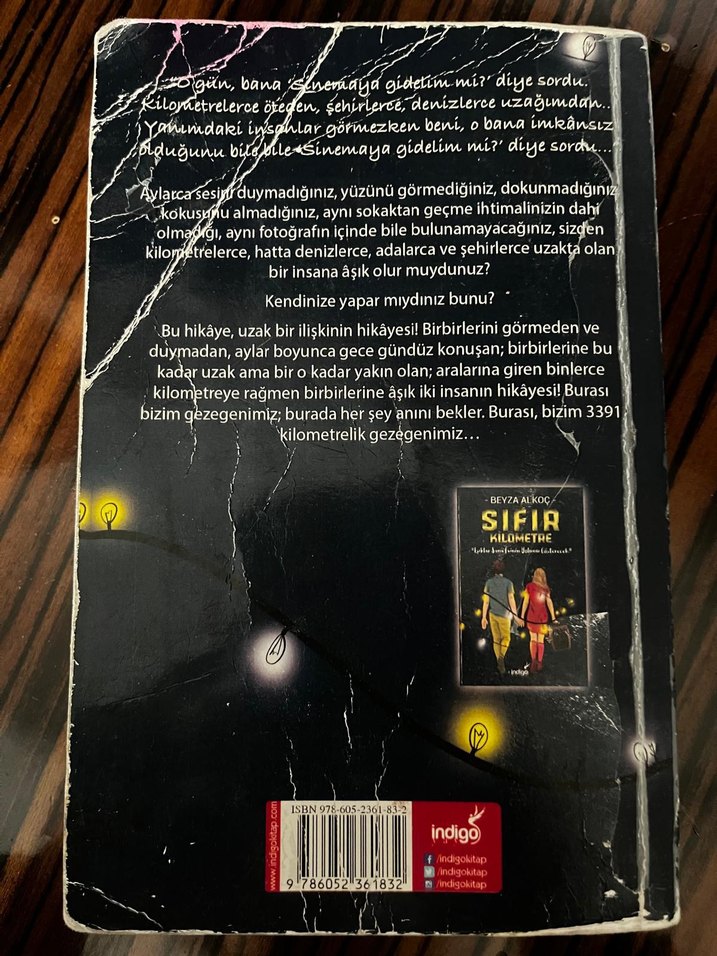 "O gün, bana 'Sinemaya gidelim mi?' diye sordu.
Kilometrelerce öteden, şehirlerce, denizlerce uzağımdan...
Yanımdaki insanlar görmezken beni, o bana imkânsız
olduğunu bile bile 'Sinemaya gidelim mi?' diye sordu...
Aylarca sesini duymadığınız, yüzünü görmediğiniz, dokunmadığınız
kokusunu almadığınız, aynı sokaktan geçme ihtimalinizin dahi
olmadığı, aynı fotoğrafın içinde bile bulunamayacağınız, sizden
kilometrelerce, hatta denizlerce, adalarca ve şehirlerce uzakta olan
bir insana âşık olur muydunuz?
Kendinize yapar mıydınız bunu?
Bu hikâye, uzak bir ilişkinin hikâyesi! Birbirlerini görmeden ve
duymadan, aylar boyunca gece gündüz konuşan; birbirlerine bu
kadar uzak ama bir o kadar yakın olan; aralarına giren binlerce
kilometreye rağmen birbirlerine âşık iki insanın hikâyesi! Burası
bizim gezegenimiz; burada her şey anını bekler. Burası, bizim 3391
kilometrelik gezegenimiz...
- BEYZA ALKOÇ -
SIFIR
KİLOMETRE
indigo
www.indigokitap.com
ISBN 978-605-2361-83-2
9 786052 361832
indigo
/indigokitap
/indigokitap
/indigokitap